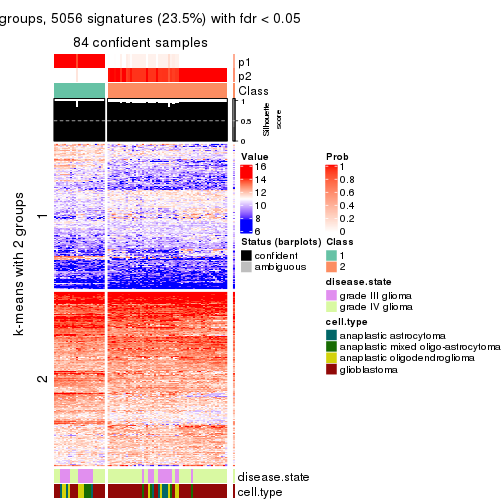 groups, 5056 signatures (23.5%) with fdr < 0.05
84 confident samples
p1
p2
Class
1
0.5
0
Silhouette
score
k-means with 2 groups
1
2
Value
16
14
12
10
8
6
Prob
1
0.8
0.6
0.4
0.2
0
Status (barplots)
confident
ambiguous
Class
1
2
disease.state
grade III glioma
grade IV glioma
cell.type
anaplastic astrocytoma
anaplastic mixed oligo-astrocytoma
anaplastic oligodendroglioma
glioblastoma
disease.state
cell.type